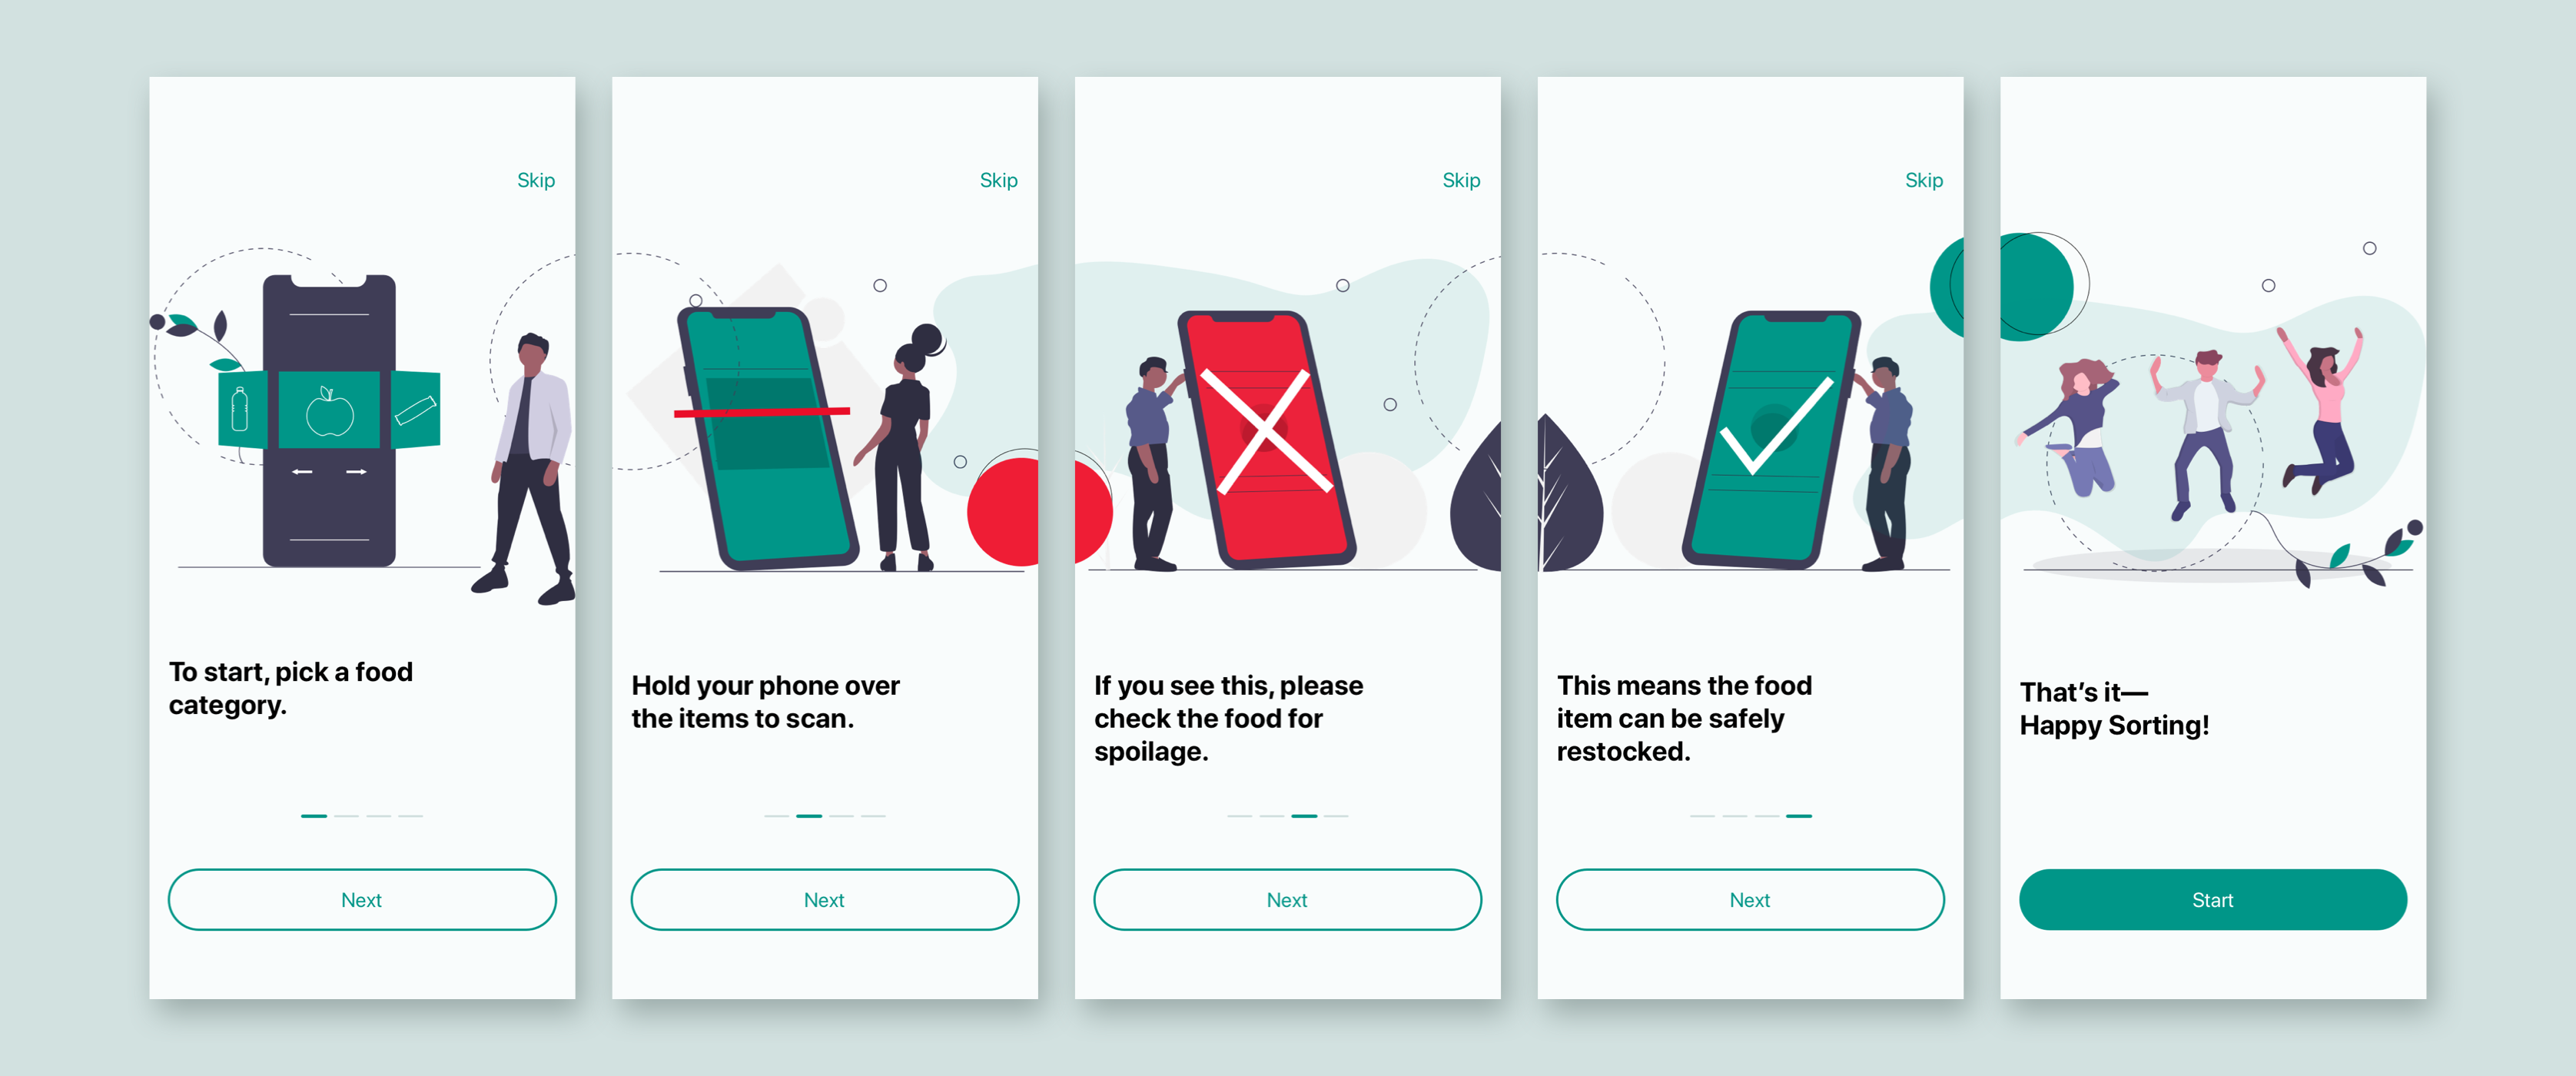 Skip
To start, pick a food
category.
Next
Skip
Hold your phone over
the items to scan.
Next
Skip
If you see this, please
check the food for
spoilage.
Next
Skip
This means the food
item can be safely
restocked.
Next
That’s it—
Happy Sorting!
Start